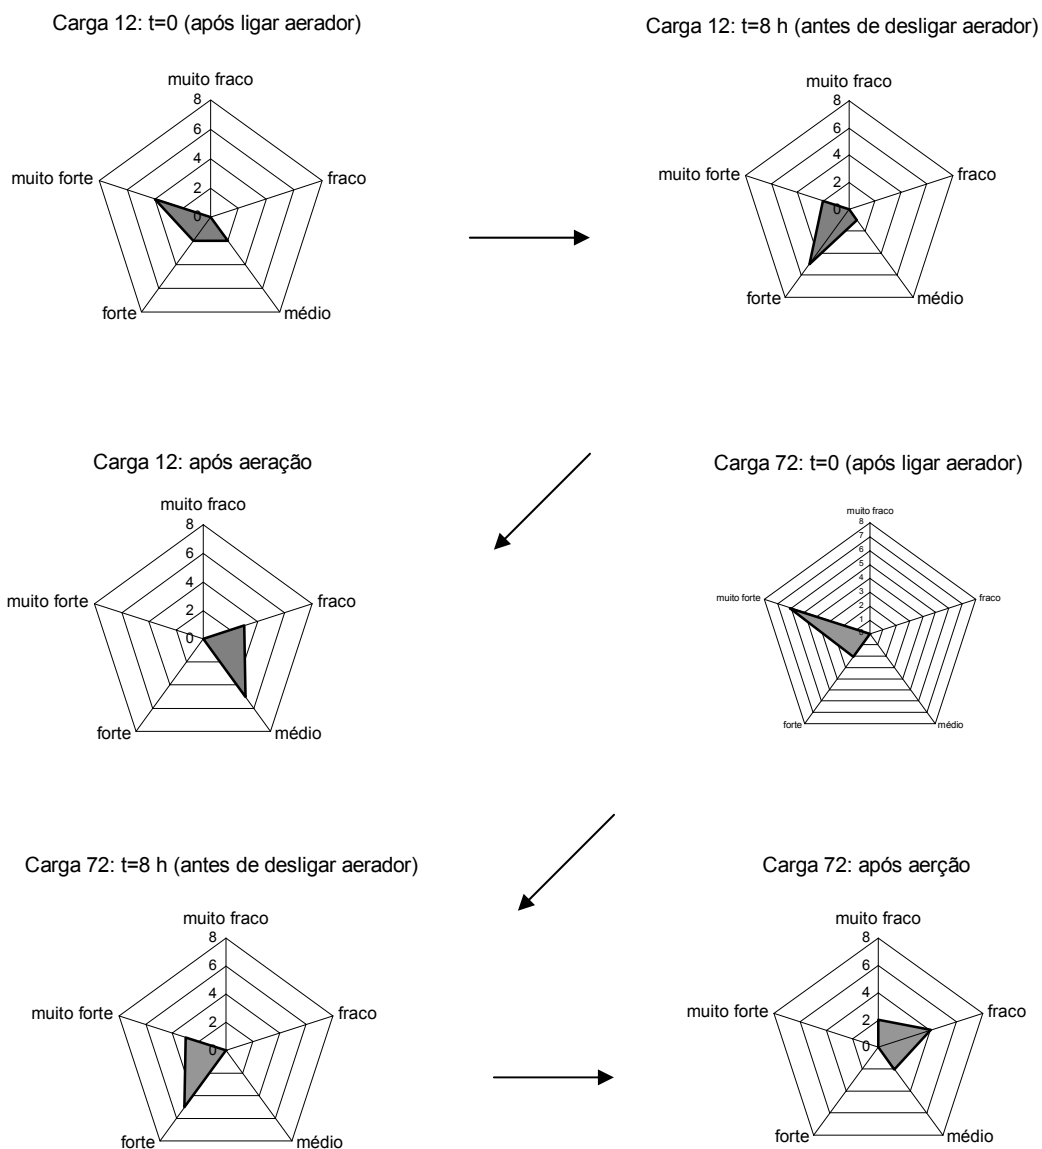 Carga 12: t=0 (após ligar aerador)
muito fraco
8
6
4
2
0
fraco
médio
forte
muito forte
Carga 12: t=8 h (antes de desligar aerador)
muito fraco
8
6
4
2
0
fraco
médio
forte
muito forte
Carga 12: após aeração
muito fraco
8
6
4
2
0
fraco
médio
forte
muito forte
Carga 72: t=0 (após ligar aerador)
muito fraco
8
7
6
5
4
3
2
1
0
fraco
médio
forte
muito forte
Carga 72: t=8 h (antes de desligar aerador)
muito fraco
8
6
4
2
0
fraco
médio
forte
muito forte
Carga 72: após aerção
muito fraco
8
6
4
2
0
fraco
médio
forte
muito forte